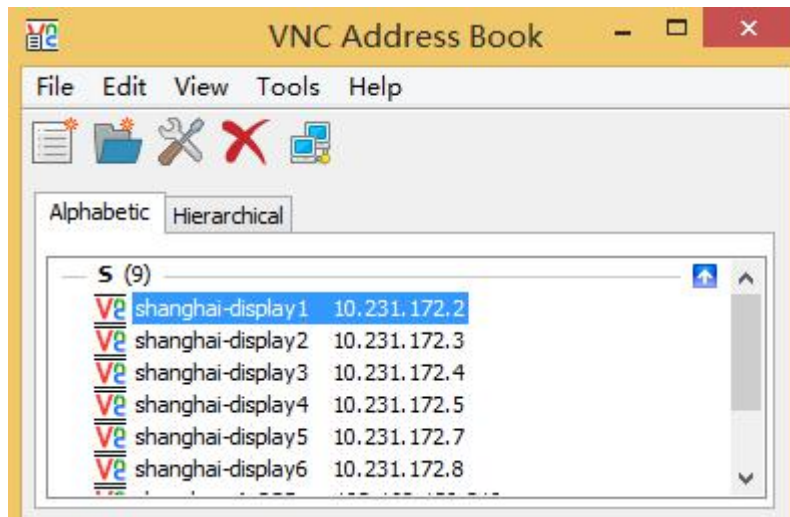 VNC Address Book
File Edit View Tools Help
Alphabetic Hierarchical
S (9)
shanghai-display1 10.231.172.2
shanghai-display2 10.231.172.3
shanghai-display3 10.231.172.4
shanghai-display4 10.231.172.5
shanghai-display5 10.231.172.7
shanghai-display6 10.231.172.8